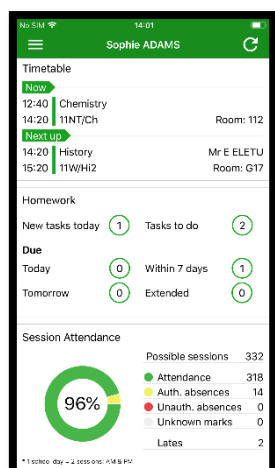 No SIM 14:01
Sophie ADAMS
Timetable
Now
12:40 Chemistry
14:20 11NT/Ch Room: 112
Next up
14:20 History Mr E ELETU
15:20 11W/Hi2 Room: G17
Homework
New tasks today 1 Tasks to do 2
Due
Today 0 Within 7 days 1
Tomorrow 0 Extended 0
Session Attendance
Possible sessions 332
Attendance 318
96% Auth. absences 14
Unauth. absences 0
Unknown marks 0
Lates 2
* 1 school day = 2 sessions: AM & PM